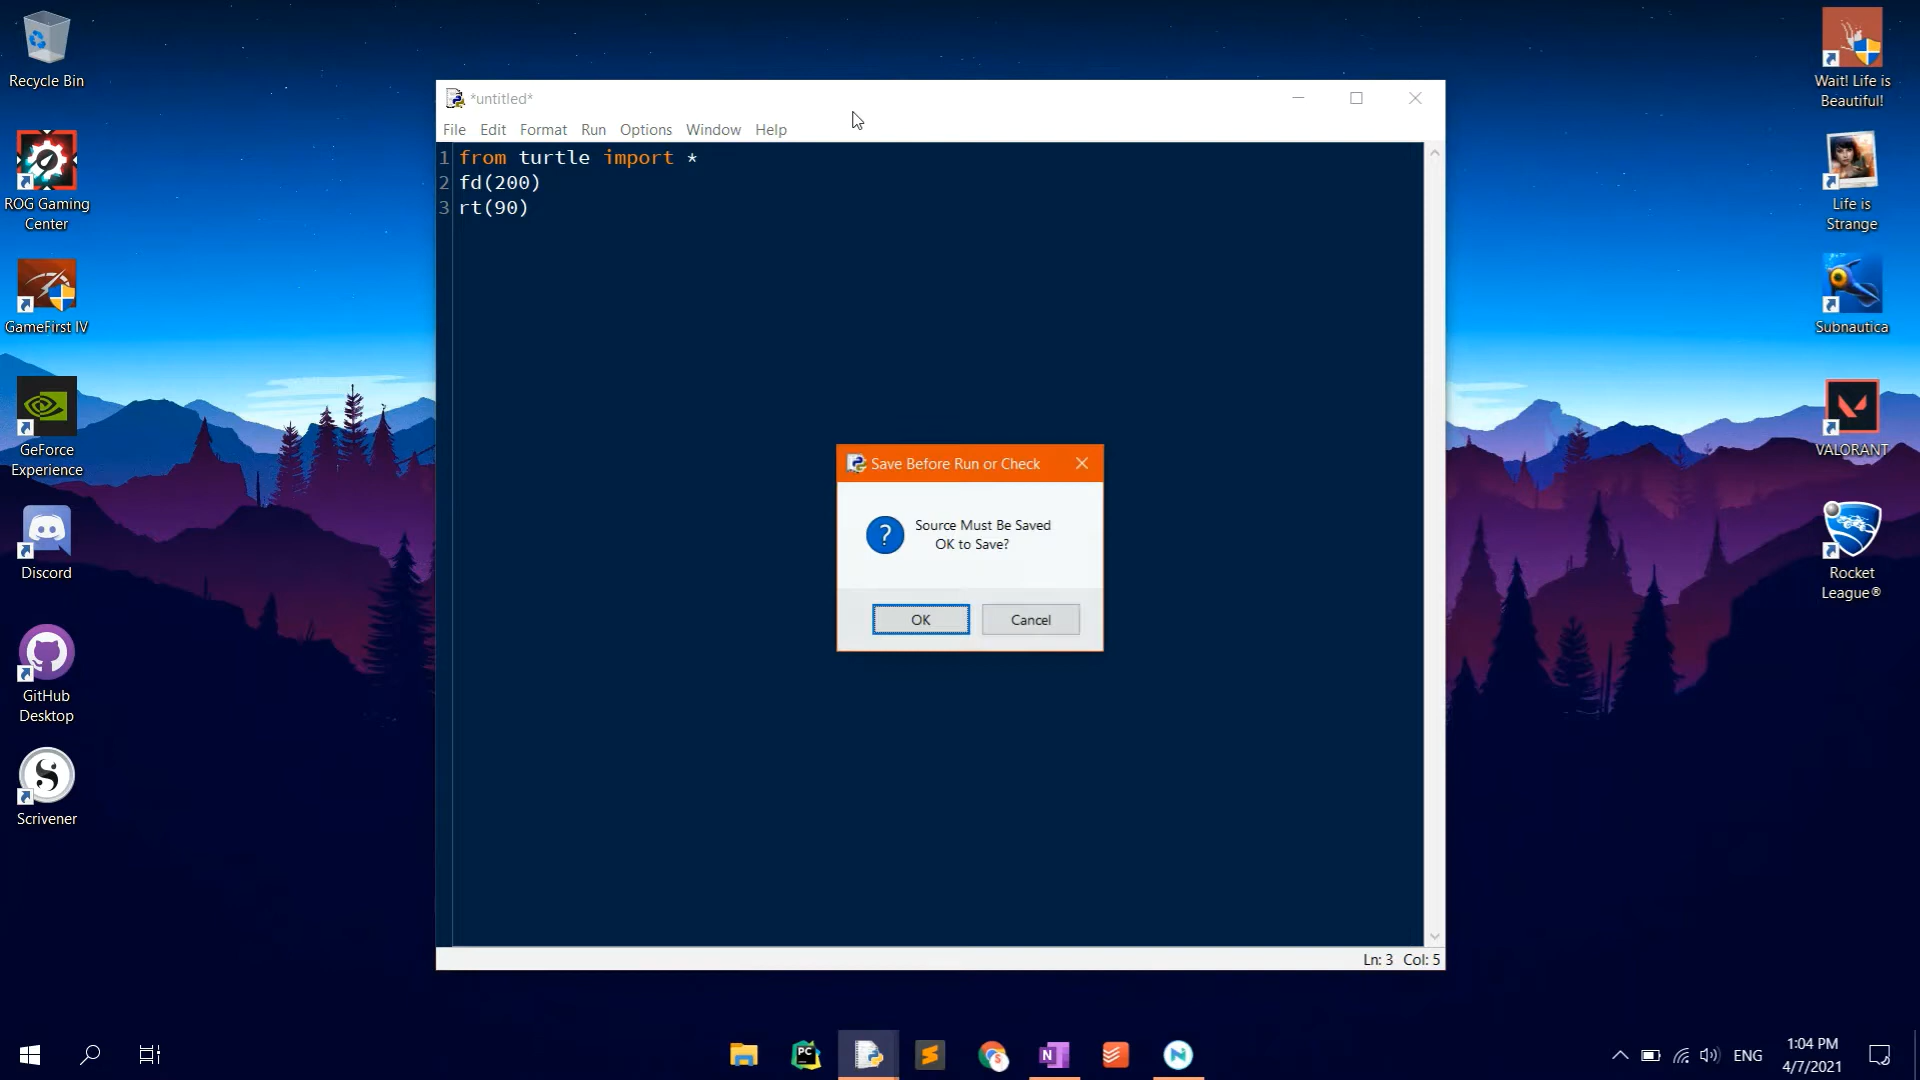 Recycle Bin
ROG Gaming
Center
GameFirst IV
GeForce
Experience
Discord
GitHub
Desktop
Scrivener
*untitled*
File Edit Format Run Options Window Help
1 from turtle import *
2 fd(200)
3 rt(90)
Save Before Run or Check
Source Must Be Saved
OK to Save?
OK Cancel
Ln: 3 Col: 5
Wait! Life is
Beautiful!
Life is
Strange
Subnautica
VALORANT
Rocket
League®
PC
N
S
N
ENG
1:04 PM
4/7/2021